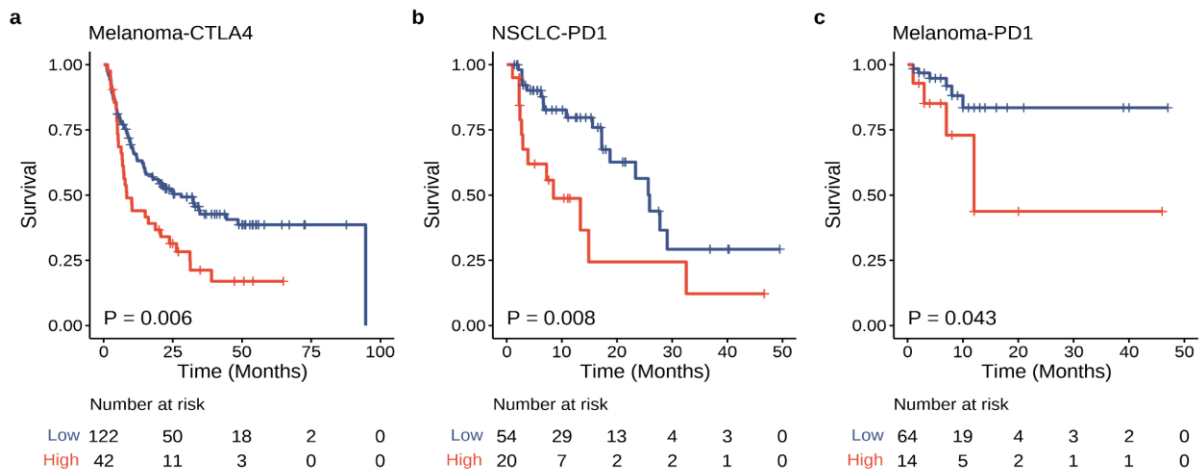 a
Melanoma-CTLA4
Survival
1.00
0.75
0.50
0.25
0.00
P = 0.006
0 25 50 75 100
Time (Months)
Number at risk
Low 122 50 18 2 0
High 42 11 3 0 0
b
NSCLC-PD1
Survival
1.00
0.75
0.50
0.25
0.00
P = 0.008
0 10 20 30 40 50
Time (Months)
Number at risk
Low 54 29 13 4 3 0
High 20 7 2 2 1 0
c
Melanoma-PD1
Survival
1.00
0.75
0.50
0.25
0.00
P = 0.043
0 10 20 30 40 50
Time (Months)
Number at risk
Low 64 19 4 3 2 0
High 14 5 2 1 1 0